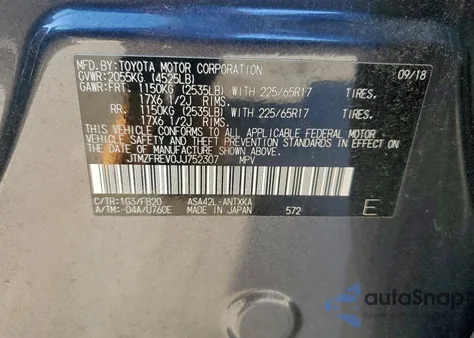 MFD.BY:TOYOTA MOTOR CORPORATION 09/18
GVWR:2055KG (4525LB)
GAWR:FRT. 1150KG (2535LB) WITH 225/65R17 TIRES,
17X6 1/2J RIMS.
RR. 1150KG (2535LB) WITH 225/65R17 TIRES,
17X6 1/2J RIMS.
THIS VEHICLE CONFORMS TO ALL APPLICABLE FEDERAL MOTOR
VEHICLE SAFETY, BUMPER, AND THEFT PREVENTION STANDARDS IN
EFFECT ON THE DATE OF MANUFACTURE SHOWN ABOVE.
JTMZFREV0JJ752307 MPV
C/TR:1G3/FB20 ASA42L-ANTXKA
A/TM:-04A/U760E MADE IN JAPAN 572 E
autoSnap